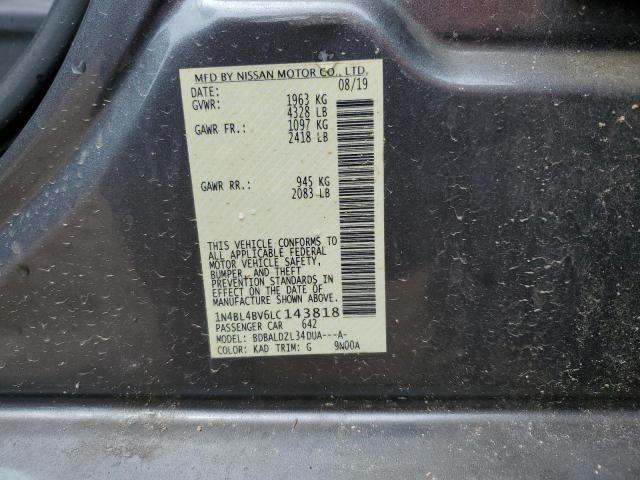 MFD BY NISSAN MOTOR CO., LTD.
DATE: 08/19
GVWR: 1963 KG
4328 LB
GAWR FR.: 1097 KG
2418 LB
GAWR RR.: 945 KG
2083 LB
THIS VEHICLE CONFORMS TO
ALL APPLICABLE FEDERAL
MOTOR VEHICLE SAFETY,
BUMPER, AND THEFT
PREVENTION STANDARDS IN
EFFECT ON THE DATE OF
MANUFACTURE SHOWN ABOVE.
1N4BL4BV6LC143818
PASSENGER CAR 642
MODEL: BDBALDZL34DUA---A-
COLOR: KAD TRIM: G 9N00A